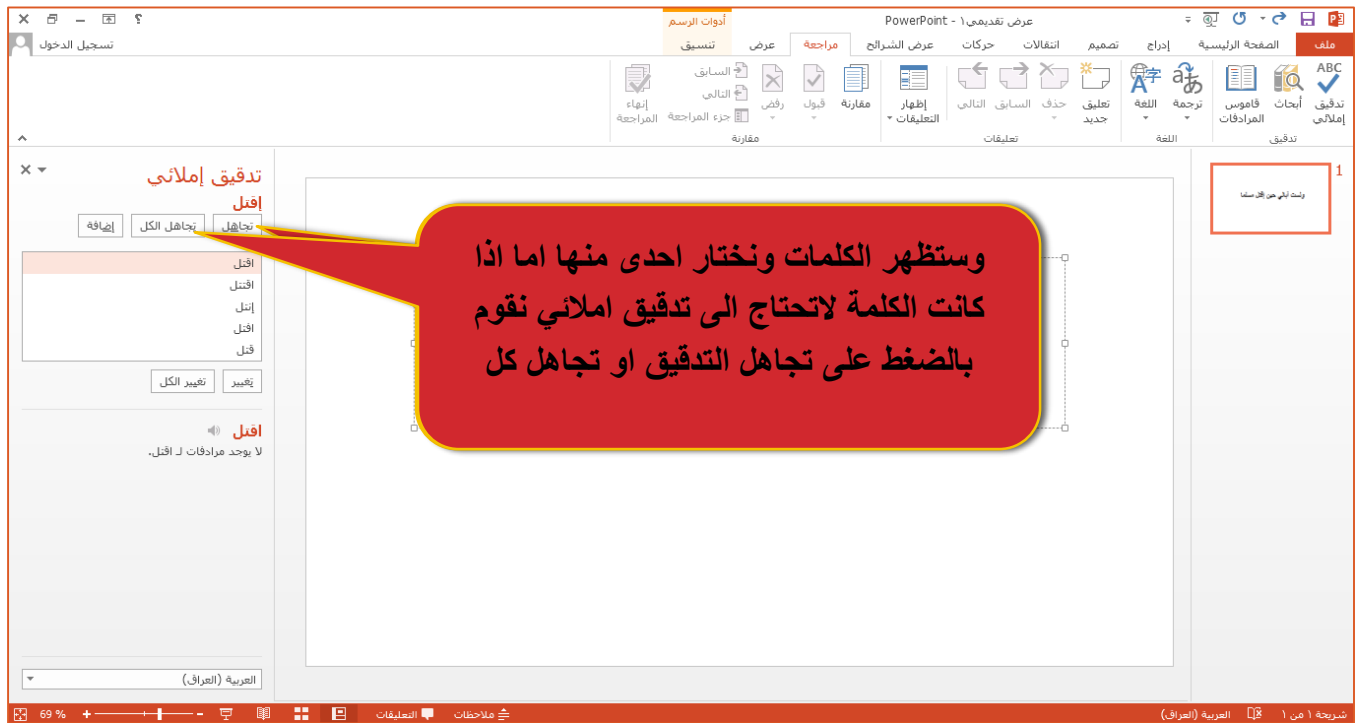 عرض تقديمي١ - PowerPoint
أدوات الرسم
؟
ملف
الصفحة الرئيسية
إدراج
تصميم
انتقالات
حركات
عرض الشرائح
مراجعة
عرض
تنسيق
تسجيل الدخول
ABC
تدقيق إملائي
أبحاث
قاموس المرادفات
ترجمة
اللغة
تعليق جديد
حذف
السابق
التالي
إظهار التعليقات
مقارنة
قبول
رفض
السابق
التالي
جزء المراجعة
إنهاء المراجعة
تدقيق
اللغة
تعليقات
مقارنة
1
تدقيق إملائي
إفتل
تجاهل
تجاهل الكل
إضافة
اقتل
اقتتل
إنتل
افتل
قتل
تغيير
تغيير الكل
اقتل
لا يوجد مرادفات لـ اقتل.
العربية (العراق)
وستظهر الكلمات ونختار احدى منها اما اذا
كانت الكلمة لاتحتاج الى تدقيق املائي نقوم
بالضغط على تجاهل التدقيق او تجاهل كل
شريحة ١ من ١
العربية (العراق)
ملاحظات
التعليقات
69 %